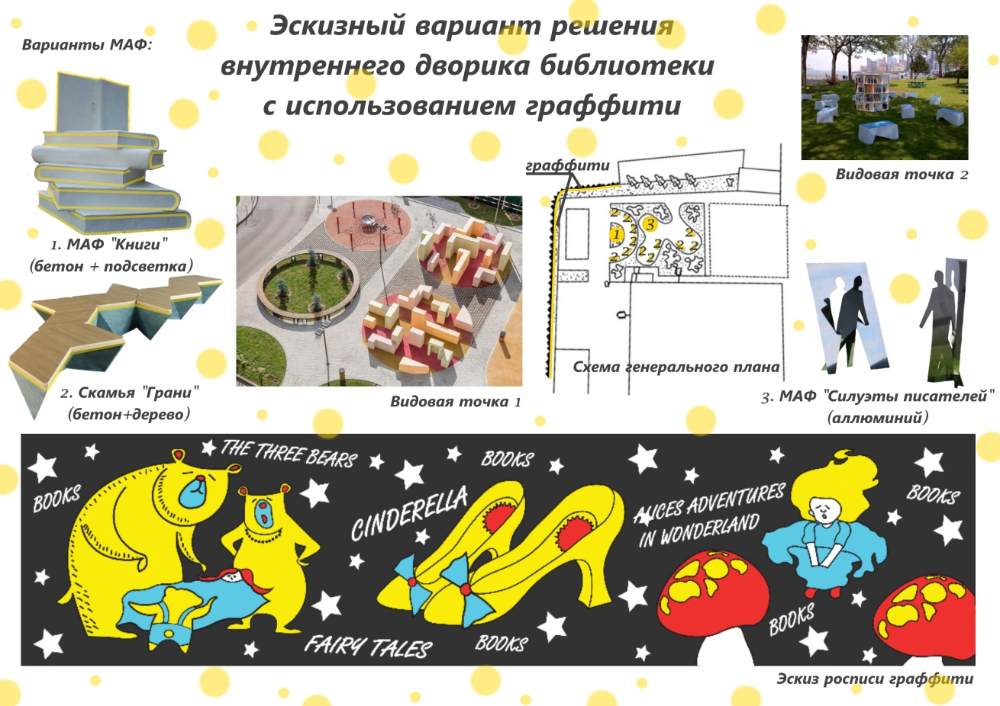 Эскизный вариант решения
внутреннего дворика библиотеки
с использованием граффити
Варианты МАФ:
1. МАФ "Книги"
(бетон + подсветка)
2. Скамья "Грани"
(бетон+дерево)
Видовая точка 1
граффити
1
3
2
2
2
2
2
2
2
2
2
2
2
Схема генерального плана
Видовая точка 2
3. МАФ "Силуэты писателей"
(аллюминий)
THE THREE BEARS
BOOKS
BOOKS
CINDERELLA
ALICES ADVENTURES
IN WONDERLAND
BOOKS
BOOKS
FAIRY TALES
BOOKS
Эскиз росписи граффити